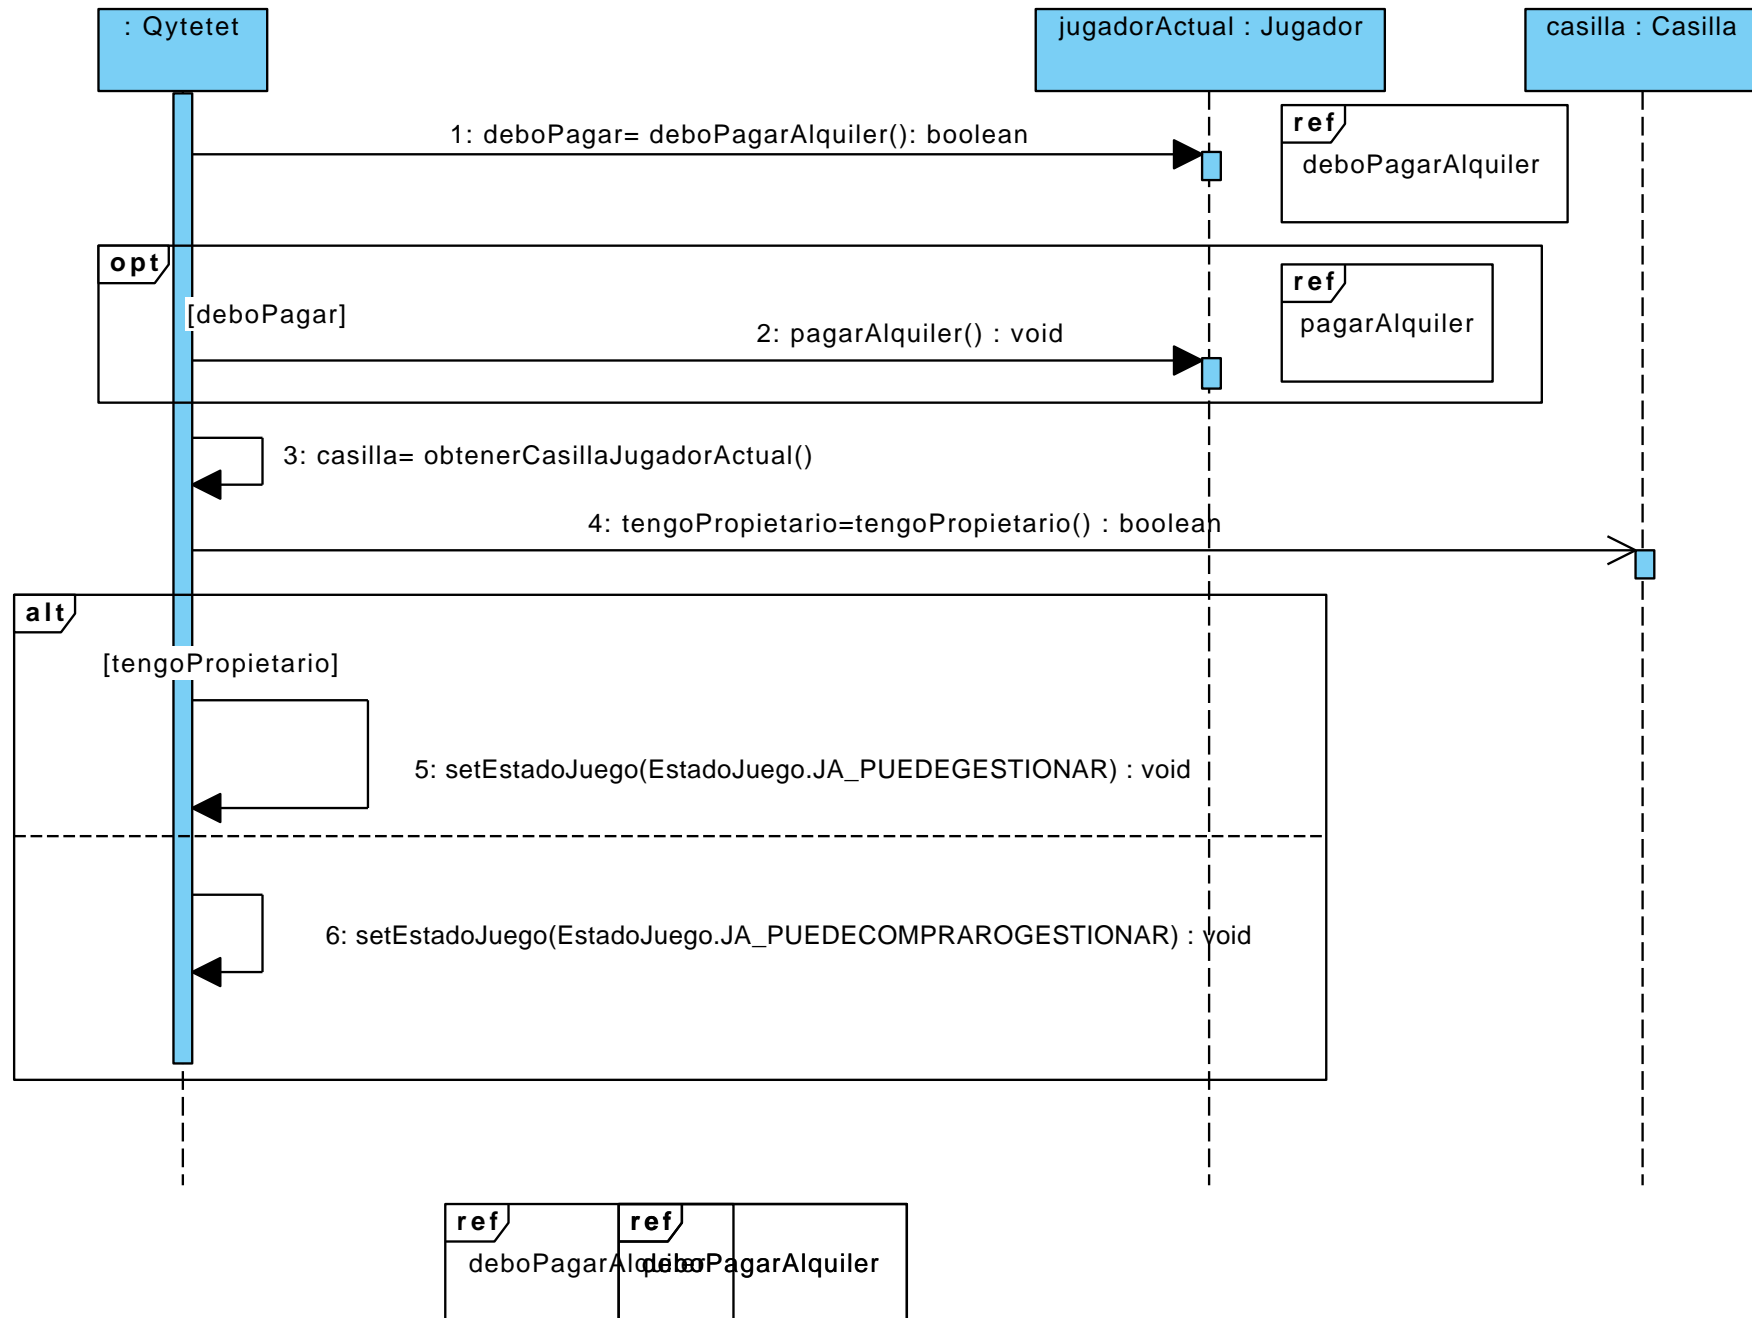 : Qytetet
jugadorActual : Jugador
casilla : Casilla
1: deboPagar= deboPagarAlquiler(): boolean
ref
deboPagarAlquiler
opt
[deboPagar]
2: pagarAlquiler() : void
ref
pagarAlquiler
3: casilla= obtenerCasillaJugadorActual()
4: tengoPropietario=tengoPropietario() : boolean
alt
[tengoPropietario]
5: setEstadoJuego(EstadoJuego.JA_PUEDEGESTIONAR) : void
6: setEstadoJuego(EstadoJuego.JA_PUEDECOMPRAROGESTIONAR) : void
ref
deboPagarAlquiler
ref
deboPagarAlquiler